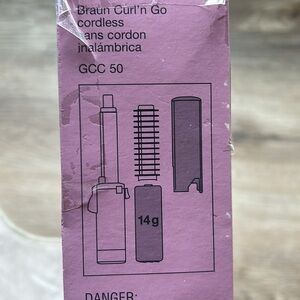 Braun Curl'n Go
cordless
sans cordon
inalámbrica
GCC 50
14g
DANGER: